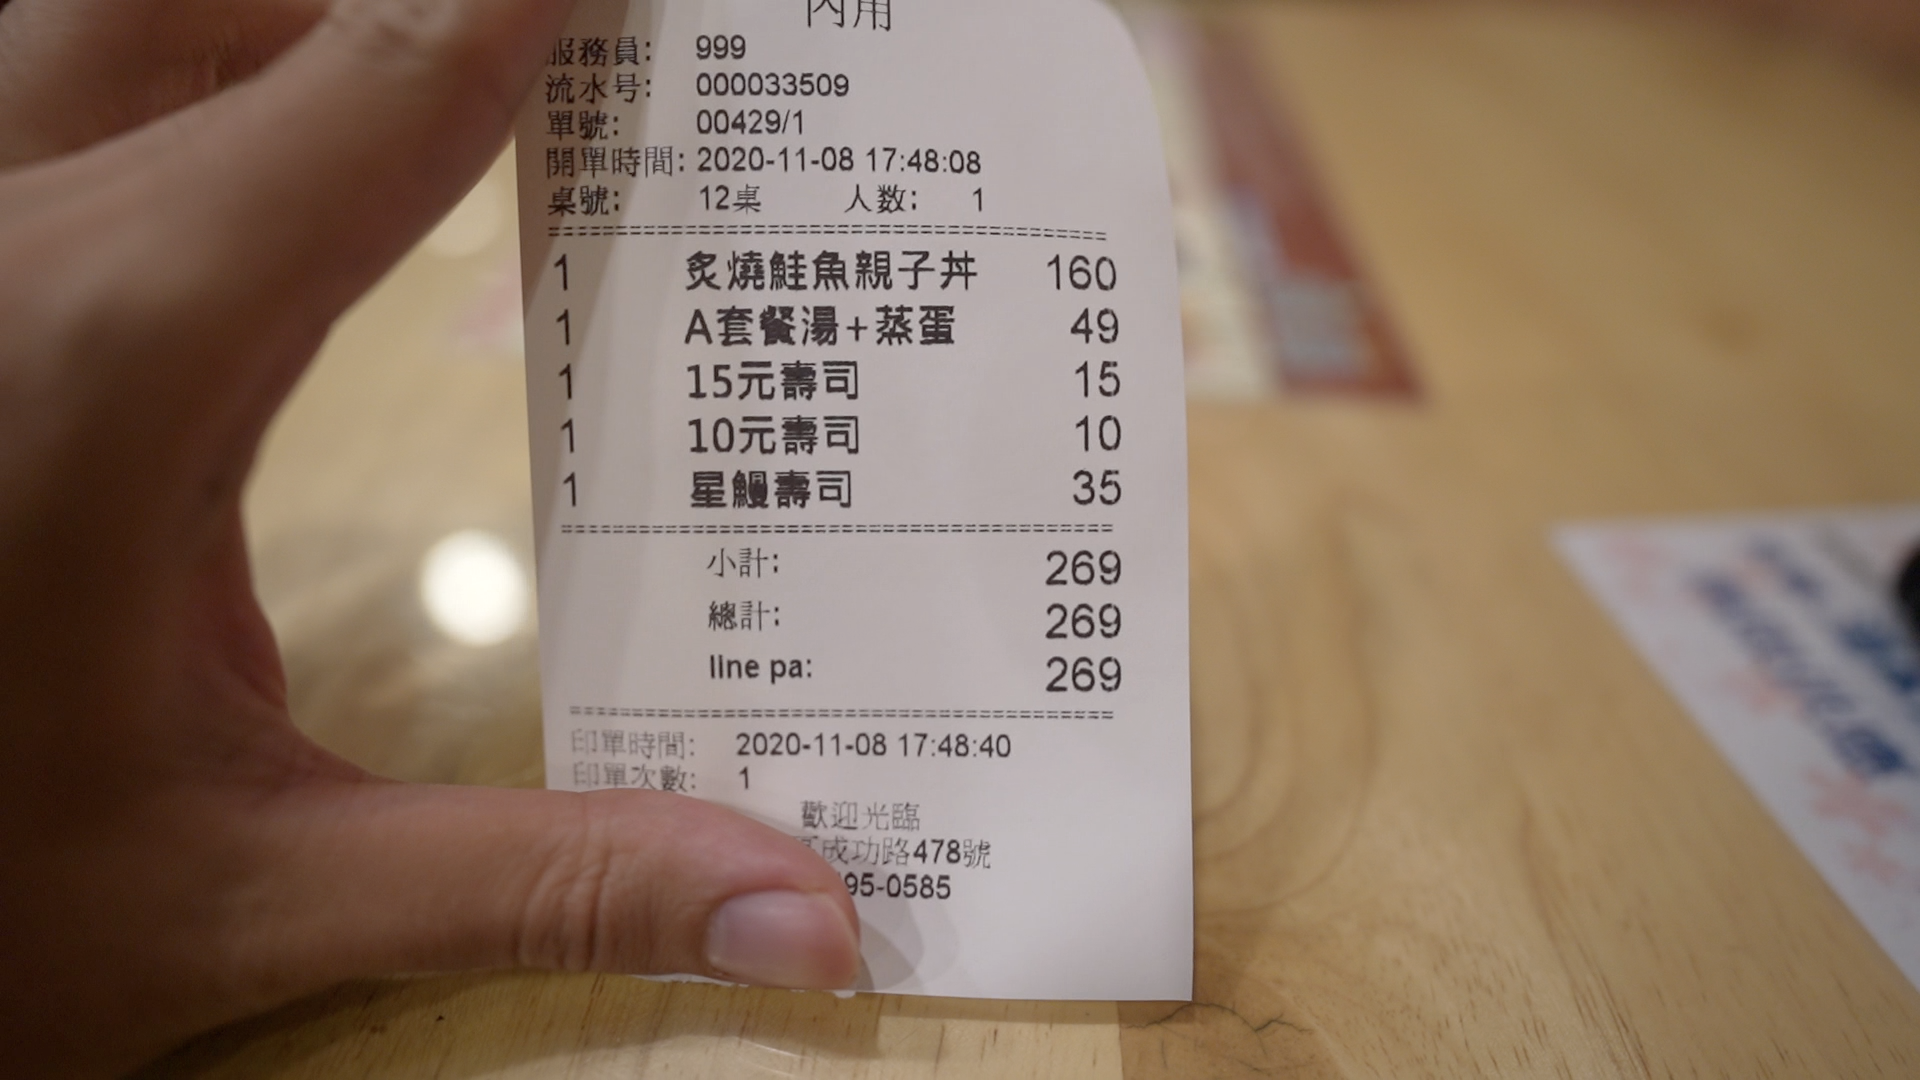 內用
服務員: 999
流水号: 000033509
單號: 00429/1
開單時間: 2020-11-08 17:48:08
桌號: 12桌 人数: 1
1 炙燒鮭魚親子丼 160
1 A套餐湯+蒸蛋 49
1 15元壽司 15
1 10元壽司 10
1 星鰻壽司 35
小計: 269
總計: 269
line pa: 269
印單時間: 2020-11-08 17:48:40
印單次數: 1
歡迎光臨
成功路478號
95-0585